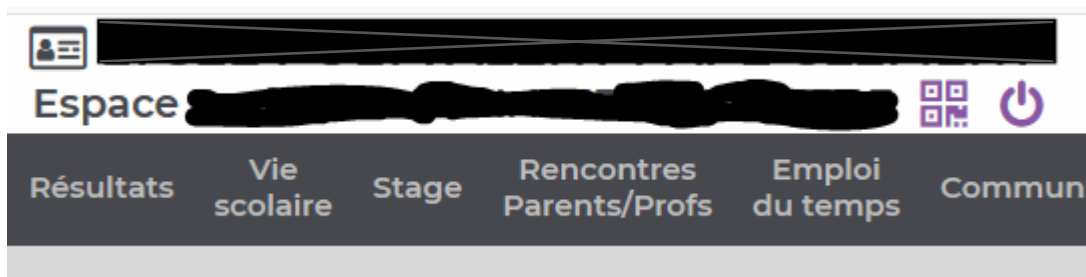 Espace
Résultats
Vie
scolaire
Stage
Rencontres
Parents/Profs
Emploi
du temps
Commun